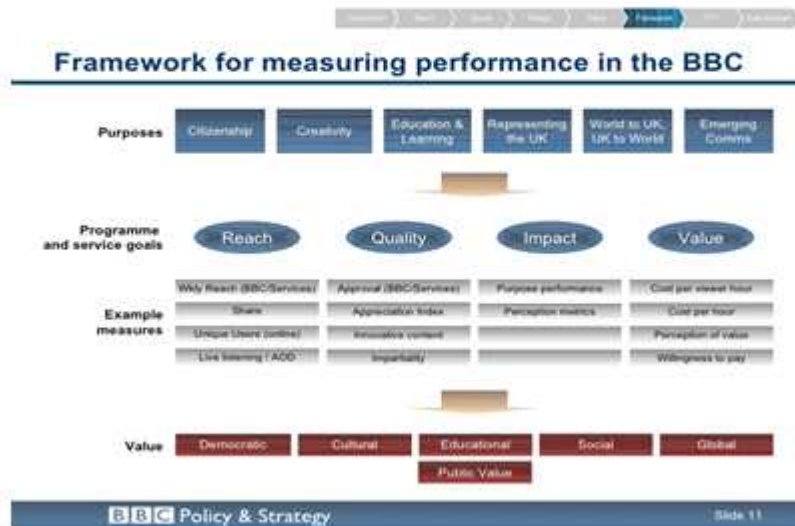 Framework
Framework for measuring performance in the BBC
Purposes
Citizenship
Creativity
Education &
Learning
Representing
the UK
World to UK,
UK to World
Emerging
Comms
Programme
and service goals
Reach
Quality
Impact
Value
Example
measures
Wkly Reach (BBC/Services)
Approval (BBC/Services)
Purpose performance
Cost per viewer hour
Share
Appreciation Index
Perception metrics
Cost per hour
Unique Users (online)
Innovative content
Perception of value
Live listening / AOD
Impartiality
Willingness to pay
Value
Democratic
Cultural
Educational
Social
Global
Public Value
BBC Policy & Strategy
Slide 11